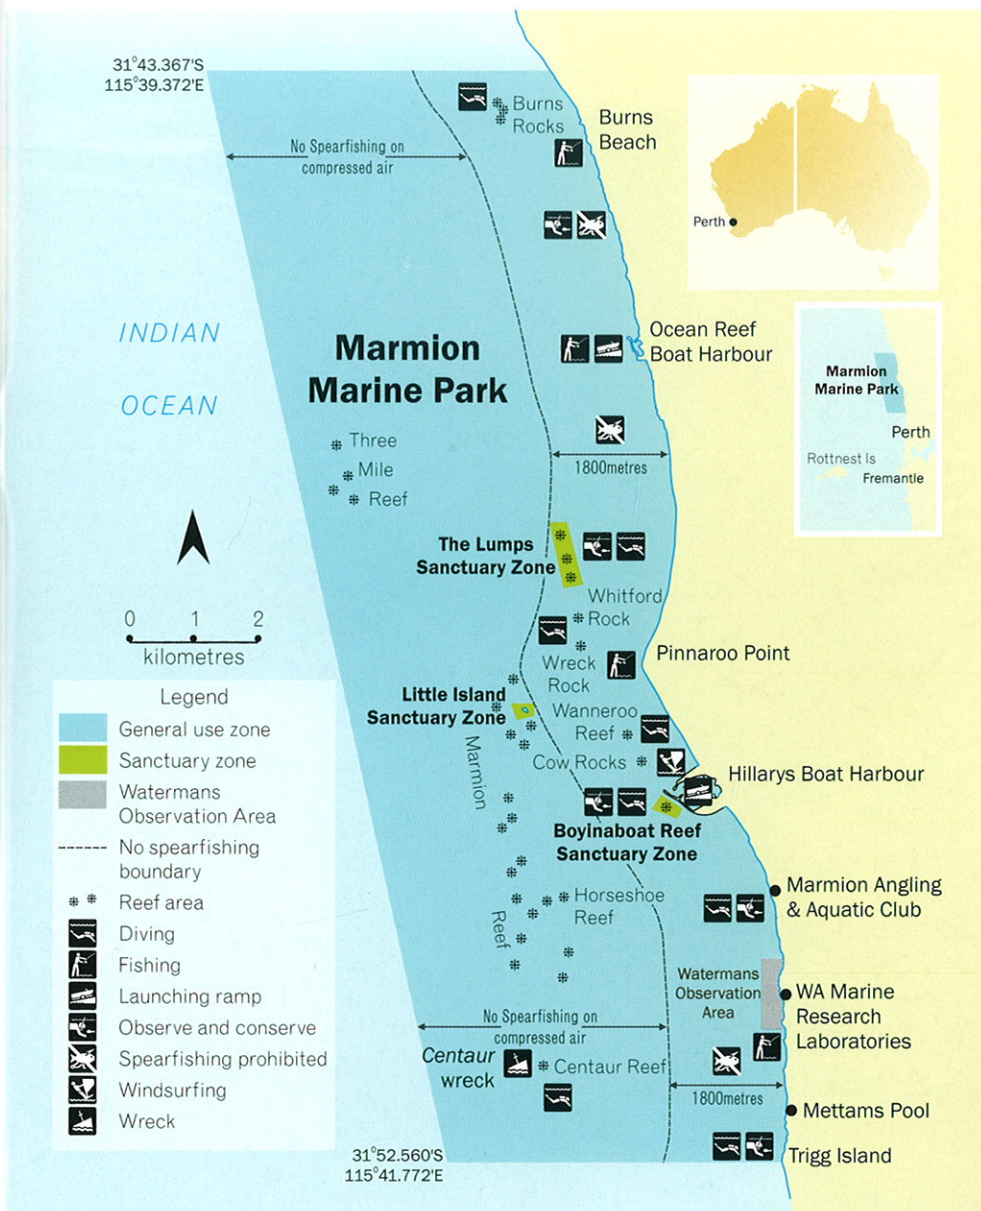 31°43.367'S
115°39.372'E
Burns
Rocks
Burns
Beach
No Spearfishing on
compressed air
Perth
INDIAN
OCEAN
Marmion
Marine Park
Ocean Reef
Boat Harbour
Marmion
Marine Park
Perth
Rottnest Is
Fremantle
Three
Mile
Reef
1800metres
The Lumps
Sanctuary Zone
Whitford
Rock
Wreck
Rock
Pinnaroo Point
0 1 2
kilometres
Little Island
Sanctuary Zone
Wanneroo
Reef
Cow Rocks
Hillarys Boat Harbour
Marmion
Reef
Boyinaboat Reef
Sanctuary Zone
Horseshoe
Reef
Marmion Angling
& Aquatic Club
Watermans
Observation
Area
WA Marine
Research
Laboratories
No Spearfishing on
compressed air
Centaur
wreck
Centaur Reef
1800metres
Mettams Pool
Trigg Island
31°52.560'S
115°41.772'E
Legend
General use zone
Sanctuary zone
Watermans
Observation Area
No spearfishing
boundary
Reef area
Diving
Fishing
Launching ramp
Observe and conserve
Spearfishing prohibited
Windsurfing
Wreck